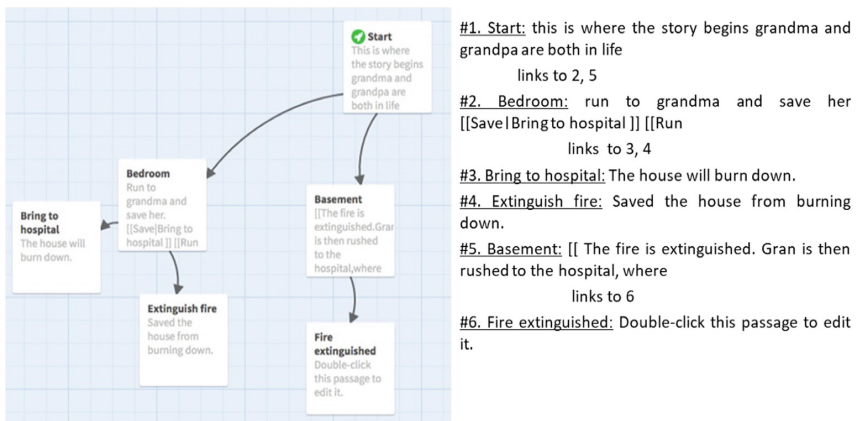 Start
This is where
the story begins
grandma and
grandpa are
both in life
Bedroom
Run to
grandma and
save her.
[[Save|Bring to
hospital ]] [[Run
Bring to
hospital
The house will
burn down.
Extinguish fire
Saved the
house from
burning down.
Basement
[[The fire is
extinguished.Gran
is then rushed
to the
hospital,where
Fire
extinguished
Double-click
this passage to
edit it.
#1. Start: this is where the story begins grandma and
grandpa are both in life
links to 2, 5
#2. Bedroom: run to grandma and save her
[[Save|Bring to hospital ]] [[Run
links to 3, 4
#3. Bring to hospital: The house will burn down.
#4. Extinguish fire: Saved the house from burning
down.
#5. Basement: [[ The fire is extinguished. Gran is then
rushed to the hospital, where
links to 6
#6. Fire extinguished: Double-click this passage to edit
it.